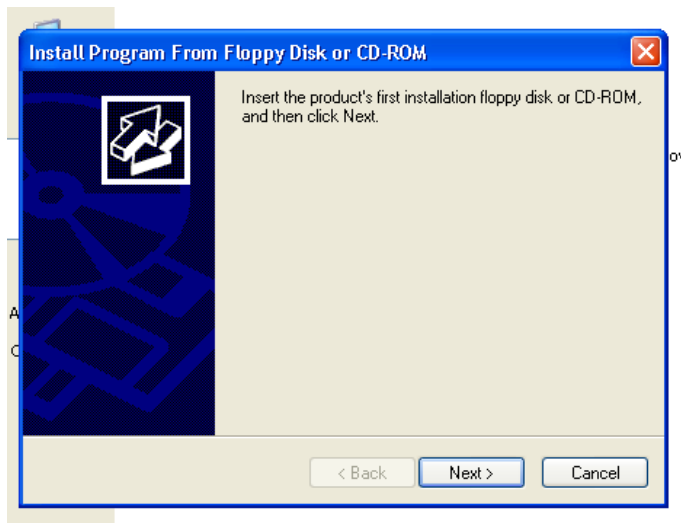 Install Program From Floppy Disk or CD-ROM
Insert the product's first installation floppy disk or CD-ROM,
and then click Next.
< Back
Next >
Cancel